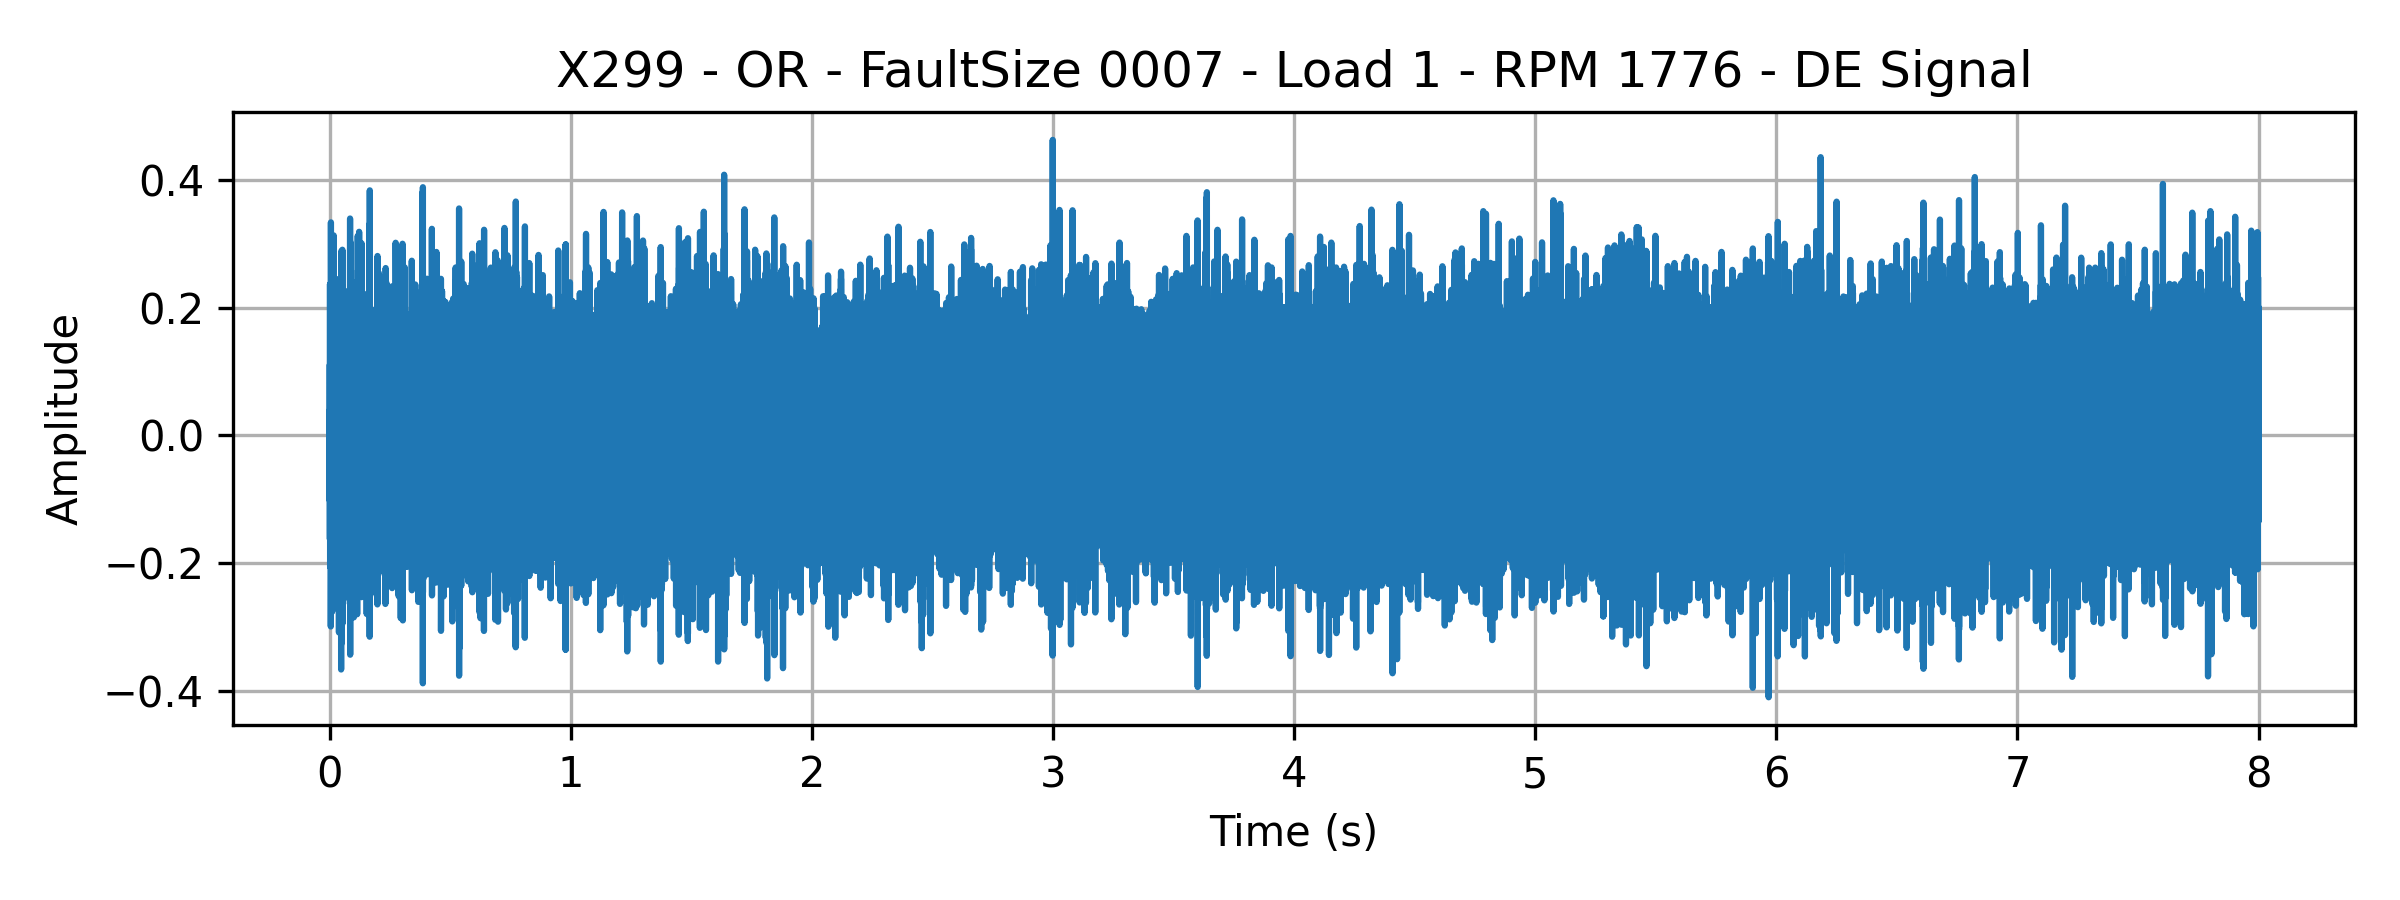 X299 - OR - FaultSize 0007 - Load 1 - RPM 1776 - DE Signal
Amplitude
0.4
0.2
0.0
−0.2
−0.4
0 1 2 3 4 5 6 7 8
Time (s)